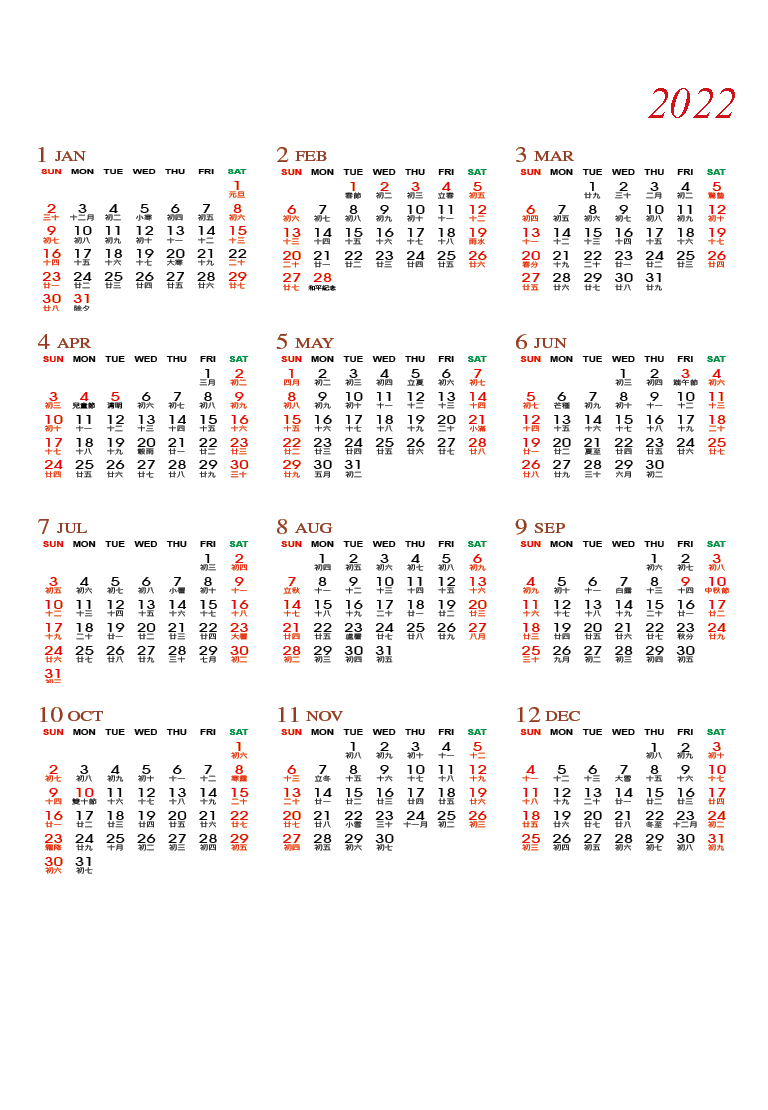 2022
1 JAN
SUN MON TUE WED THU FRI SAT
1
元旦
2 3 4 5 6 7 8
三十 十二月 初二 小寒 初四 初五 初六
9 10 11 12 13 14 15
初七 初八 初九 初十 十一 十二 十三
16 17 18 19 20 21 22
十四 十五 十六 十七 大寒 十九 二十
23 24 25 26 27 28 29
廿一 廿二 廿三 廿四 廿五 廿六 廿七
30 31
廿八 除夕
2 FEB
SUN MON TUE WED THU FRI SAT
1 2 3 4 5
春節 初二 初三 立春 初五
6 7 8 9 10 11 12
初六 初七 初八 初九 初十 十一 十二
13 14 15 16 17 18 19
十三 十四 十五 十六 十七 十八 雨水
20 21 22 23 24 25 26
二十 廿一 廿二 廿三 廿四 廿五 廿六
27 28
廿七 和平紀念
3 MAR
SUN MON TUE WED THU FRI SAT
1 2 3 4 5
廿九 三十 二月 初二 驚蟄
6 7 8 9 10 11 12
初四 初五 初六 初七 初八 初九 初十
13 14 15 16 17 18 19
十一 十二 十三 十四 十五 十六 十七
20 21 22 23 24 25 26
春分 十九 二十 廿一 廿二 廿三 廿四
27 28 29 30 31
廿五 廿六 廿七 廿八 廿九
4 APR
SUN MON TUE WED THU FRI SAT
1 2
三月 初二
3 4 5 6 7 8 9
初三 兒童節 清明 初六 初七 初八 初九
10 11 12 13 14 15 16
初十 十一 十二 十三 十四 十五 十六
17 18 19 20 21 22 23
十七 十八 十九 穀雨 廿一 廿二 廿三
24 25 26 27 28 29 30
廿四 廿五 廿六 廿七 廿八 廿九 三十
5 MAY
SUN MON TUE WED THU FRI SAT
1 2 3 4 5 6 7
四月 初二 初三 初四 立夏 初六 初七
8 9 10 11 12 13 14
初八 初九 初十 十一 十二 十三 十四
15 16 17 18 19 20 21
十五 十六 十七 十八 十九 二十 小滿
22 23 24 25 26 27 28
廿二 廿三 廿四 廿五 廿六 廿七 廿八
29 30 31
廿九 五月 初二
6 JUN
SUN MON TUE WED THU FRI SAT
1 2 3 4
初三 初四 端午節 初六
5 6 7 8 9 10 11
初七 芒種 初九 初十 十一 十二 十三
12 13 14 15 16 17 18
十四 十五 十六 十七 十八 十九 二十
19 20 21 22 23 24 25
廿一 廿二 夏至 廿四 廿五 廿六 廿七
26 27 28 29 30
廿八 廿九 三十 六月 初二
7 JUL
SUN MON TUE WED THU FRI SAT
1 2
初三 初四
3 4 5 6 7 8 9
初五 初六 初七 初八 小暑 初十 十一
10 11 12 13 14 15 16
十二 十三 十四 十五 十六 十七 十八
17 18 19 20 21 22 23
十九 二十 廿一 廿二 廿三 廿四 大暑
24 25 26 27 28 29 30
廿六 廿七 廿八 廿九 三十 七月 初二
31
初三
8 AUG
SUN MON TUE WED THU FRI SAT
1 2 3 4 5 6
初四 初五 初六 初七 初八 初九
7 8 9 10 11 12 13
立秋 十一 十二 十三 十四 十五 十六
14 15 16 17 18 19 20
十七 十八 十九 二十 廿一 廿二 廿三
21 22 23 24 25 26 27
廿四 廿五 處暑 廿七 廿八 廿九 八月
28 29 30 31
初二 初三 初四 初五
9 SEP
SUN MON TUE WED THU FRI SAT
1 2 3
初六 初七 初八
4 5 6 7 8 9 10
初九 初十 十一 白露 十三 十四 中秋節
11 12 13 14 15 16 17
十六 十七 十八 十九 二十 廿一 廿二
18 19 20 21 22 23 24
廿三 廿四 廿五 廿六 廿七 秋分 廿九
25 26 27 28 29 30
三十 九月 初二 初三 初四 初五
10 OCT
SUN MON TUE WED THU FRI SAT
1
初六
2 3 4 5 6 7 8
初七 初八 初九 初十 十一 十二 寒露
9 10 11 12 13 14 15
十四 雙十節 十六 十七 十八 十九 二十
16 17 18 19 20 21 22
廿一 廿二 廿三 廿四 廿五 廿六 廿七
23 24 25 26 27 28 29
霜降 廿九 十月 初二 初三 初四 初五
30 31
初六 初七
11 NOV
SUN MON TUE WED THU FRI SAT
1 2 3 4 5
初八 初九 初十 十一 十二
6 7 8 9 10 11 12
十三 立冬 十五 十六 十七 十八 十九
13 14 15 16 17 18 19
二十 廿一 廿二 廿三 廿四 廿五 廿六
20 21 22 23 24 25 26
廿七 廿八 小雪 三十 十一月 初二 初三
27 28 29 30
初四 初五 初六 初七
12 DEC
SUN MON TUE WED THU FRI SAT
1 2 3
初八 初九 初十
4 5 6 7 8 9 10
十一 十二 十三 大雪 十五 十六 十七
11 12 13 14 15 16 17
十八 十九 二十 廿一 廿二 廿三 廿四
18 19 20 21 22 23 24
廿五 廿六 廿七 廿八 冬至 十二月 初二
25 26 27 28 29 30 31
初三 初四 初五 初六 初七 初八 初九